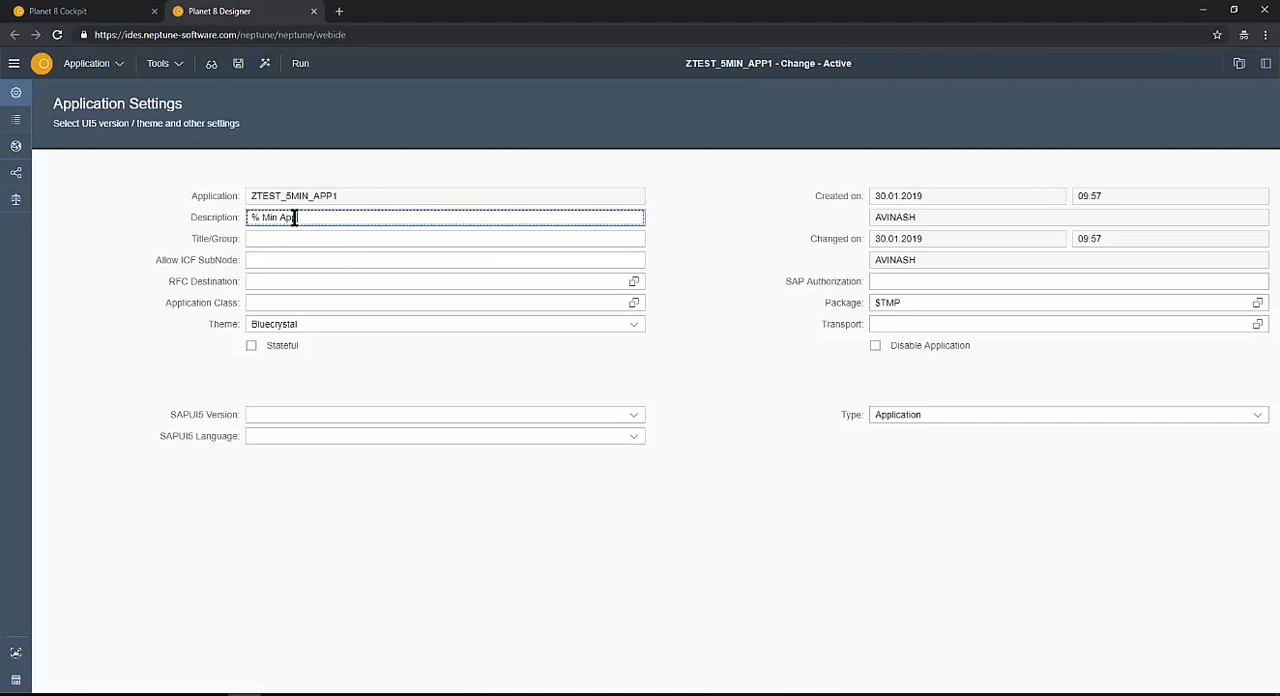 Planet 8 Cockpit
Planet 8 Designer
https://ides.neptune-software.com/neptune/neptune/webide
Application
Tools
Run
ZTEST_5MIN_APP1 - Change - Active
Application Settings
Select UI5 version / theme and other settings
Application: ZTEST_5MIN_APP1
Created on: 30.01.2019 09:57
Description: % Min App
AVINASH
Title/Group:
Changed on: 30.01.2019 09:57
Allow ICF SubNode:
AVINASH
RFC Destination:
SAP Authorization:
Application Class:
Package: $TMP
Theme: Bluecrystal
Transport:
Stateful
Disable Application
SAPUI5 Version:
Type: Application
SAPUI5 Language: